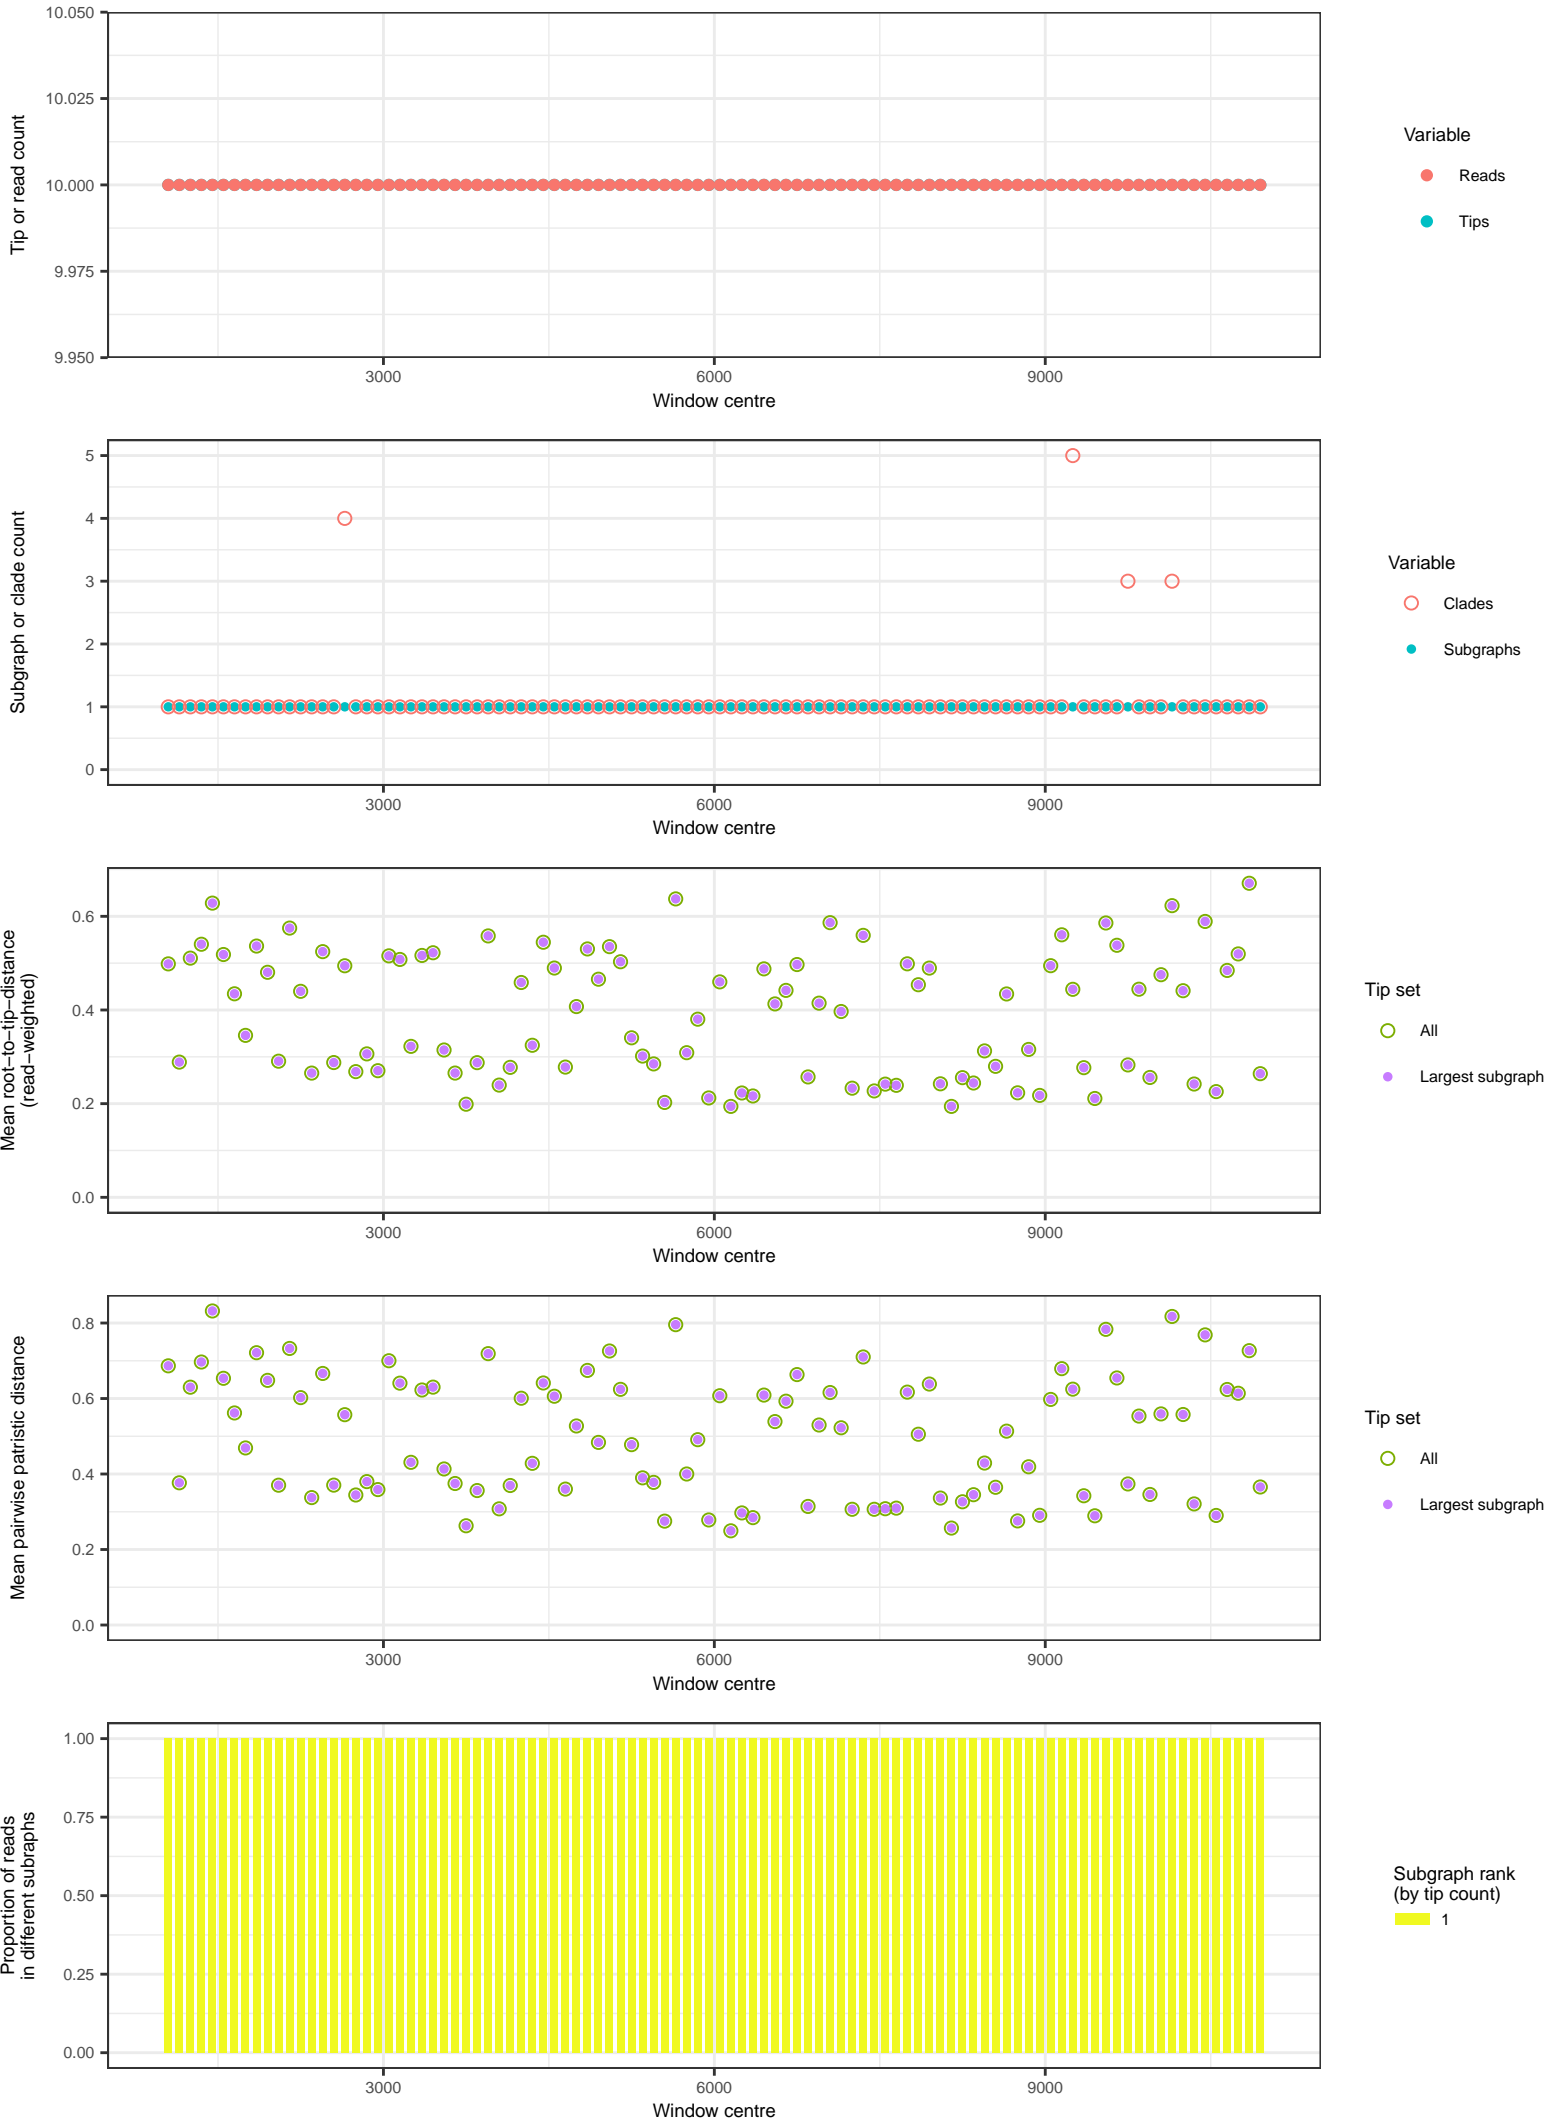 10.050
10.025
10.000
9.975
9.950
Tip or read count
3000 6000 9000
Window centre
Variable
Reads
Tips
5
4
3
2
1
0
Subgraph or clade count
3000 6000 9000
Window centre
Variable
Clades
Subgraphs
0.6
0.4
0.2
0.0
Mean root−to−tip−distance
(read−weighted)
3000 6000 9000
Window centre
Tip set
All
Largest subgraph
0.8
0.6
0.4
0.2
0.0
Mean pairwise patristic distance
3000 6000 9000
Window centre
Tip set
All
Largest subgraph
1.00
0.75
0.50
0.25
0.00
Proportion of reads
in different subraphs
3000 6000 9000
Window centre
Subgraph rank
(by tip count)
1